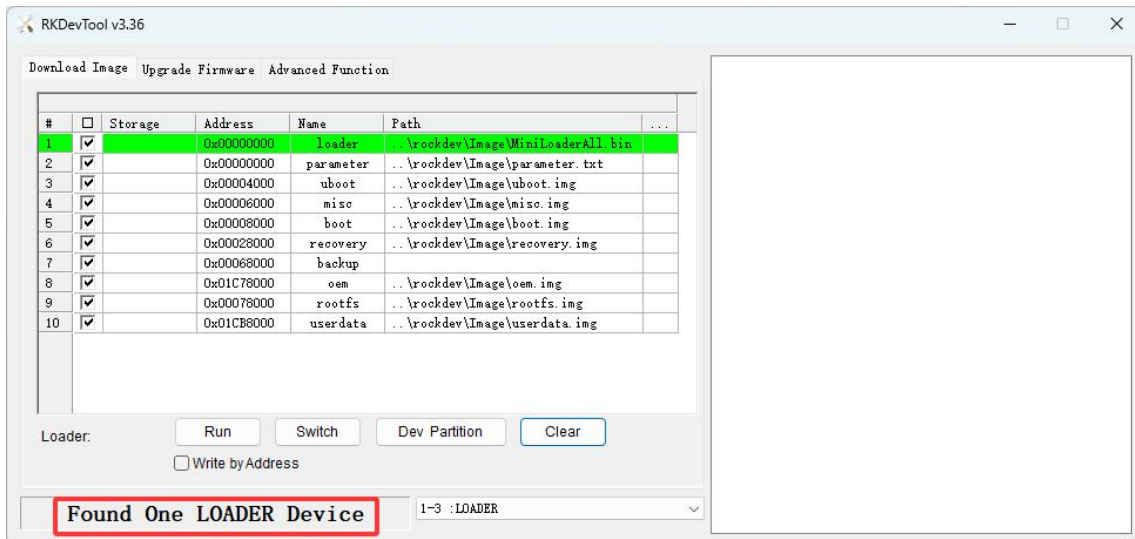 RKDevTool v3.36
Download Image Upgrade Firmware Advanced Function
# Storage Address Name Path ...
1 0x00000000 loader ..\rockdev\Image\MiniLoaderAll.bin
2 0x00000000 parameter ..\rockdev\Image\parameter.txt
3 0x00004000 uboot ..\rockdev\Image\uboot.img
4 0x00006000 misc ..\rockdev\Image\misc.img
5 0x00008000 boot ..\rockdev\Image\boot.img
6 0x00028000 recovery ..\rockdev\Image\recovery.img
7 0x00068000 backup
8 0x01C78000 oem ..\rockdev\Image\oem.img
9 0x00078000 rootfs ..\rockdev\Image\rootfs.img
10 0x01CB8000 userdata ..\rockdev\Image\userdata.img
Loader: Run Switch Dev Partition Clear
Write by Address
Found One LOADER Device 1-3 :LOADER